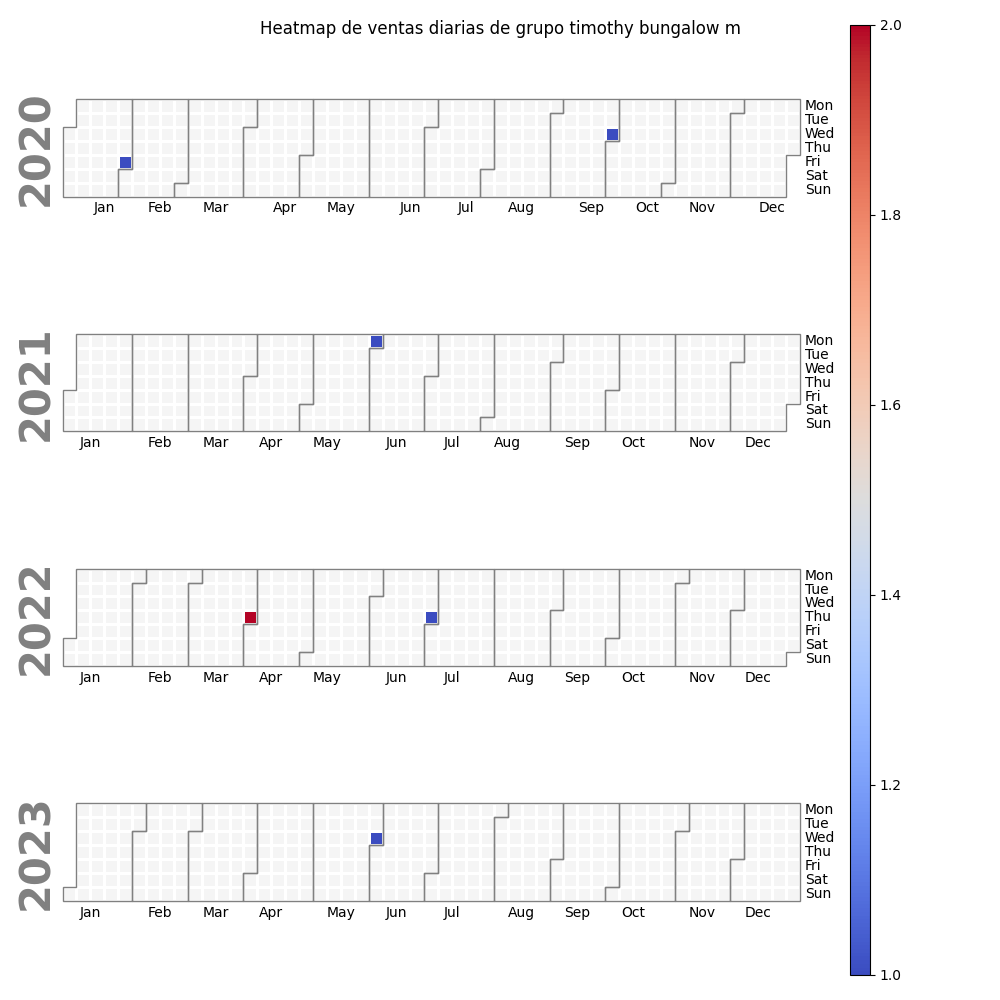 Heatmap de ventas diarias de grupo timothy bungalow m
2020
Mon
Tue
Wed
Thu
Fri
Sat
Sun
Jan Feb Mar Apr May Jun Jul Aug Sep Oct Nov Dec
2021
Mon
Tue
Wed
Thu
Fri
Sat
Sun
Jan Feb Mar Apr May Jun Jul Aug Sep Oct Nov Dec
2022
Mon
Tue
Wed
Thu
Fri
Sat
Sun
Jan Feb Mar Apr May Jun Jul Aug Sep Oct Nov Dec
2023
Mon
Tue
Wed
Thu
Fri
Sat
Sun
Jan Feb Mar Apr May Jun Jul Aug Sep Oct Nov Dec
2.0
1.8
1.6
1.4
1.2
1.0